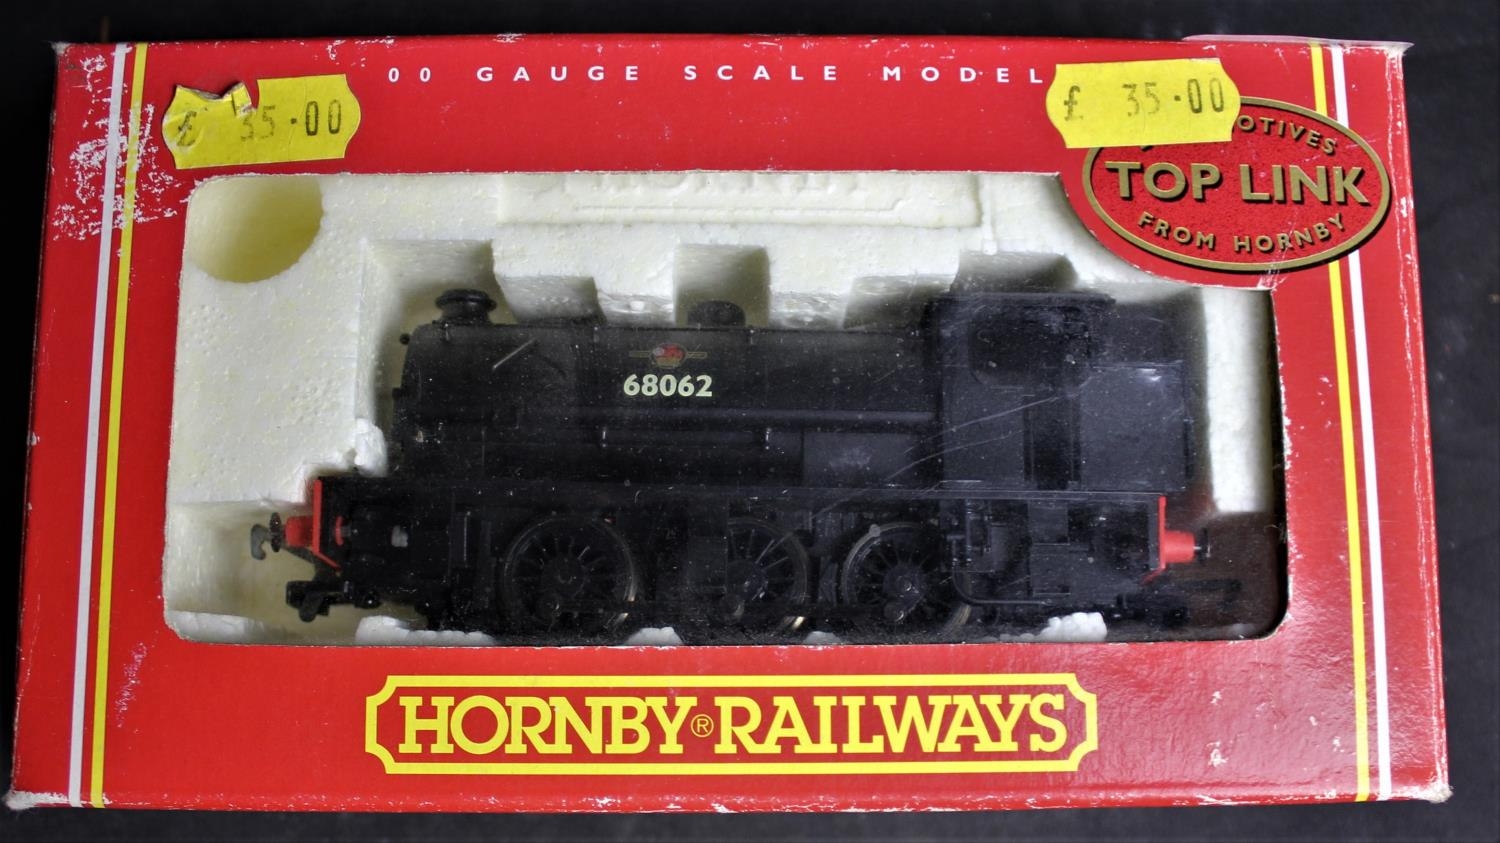 00 GAUGE SCALE MODEL
£ 35·00
£ 35·00
TOP LINK
FROM HORNBY
68062
HORNBY® RAILWAYS